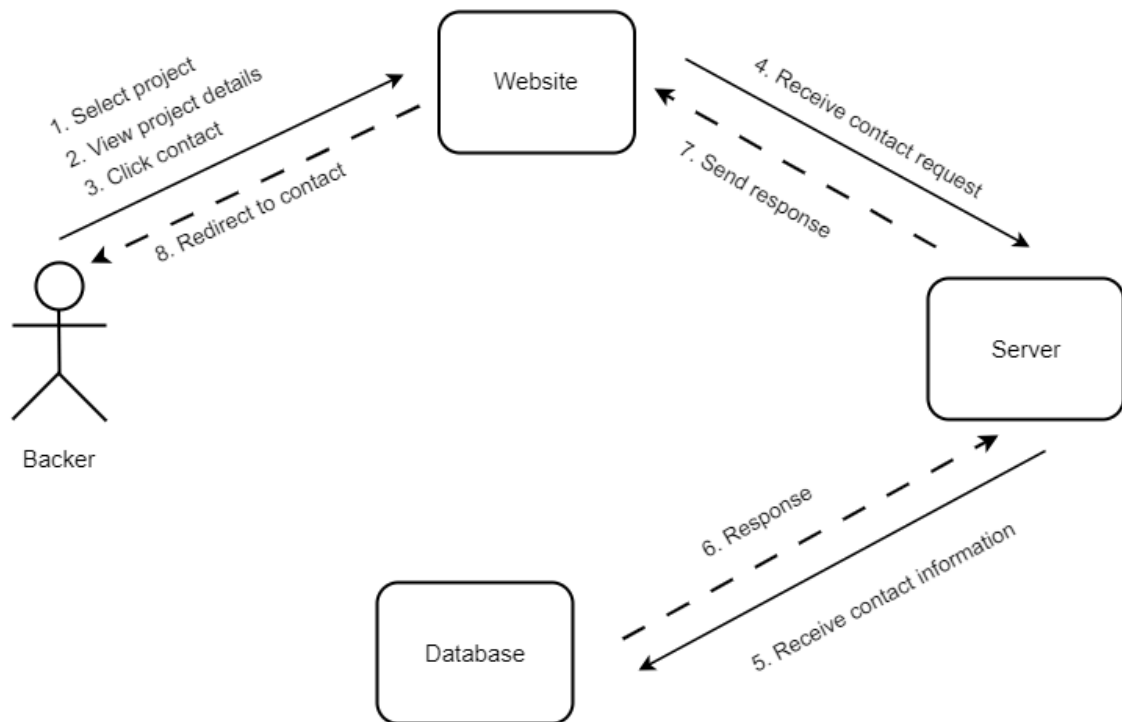 Website
1. Select project
2. View project details
3. Click contact
4. Receive contact request
7. Send response
8. Redirect to contact
Server
Backer
6. Response
5. Receive contact information
Database